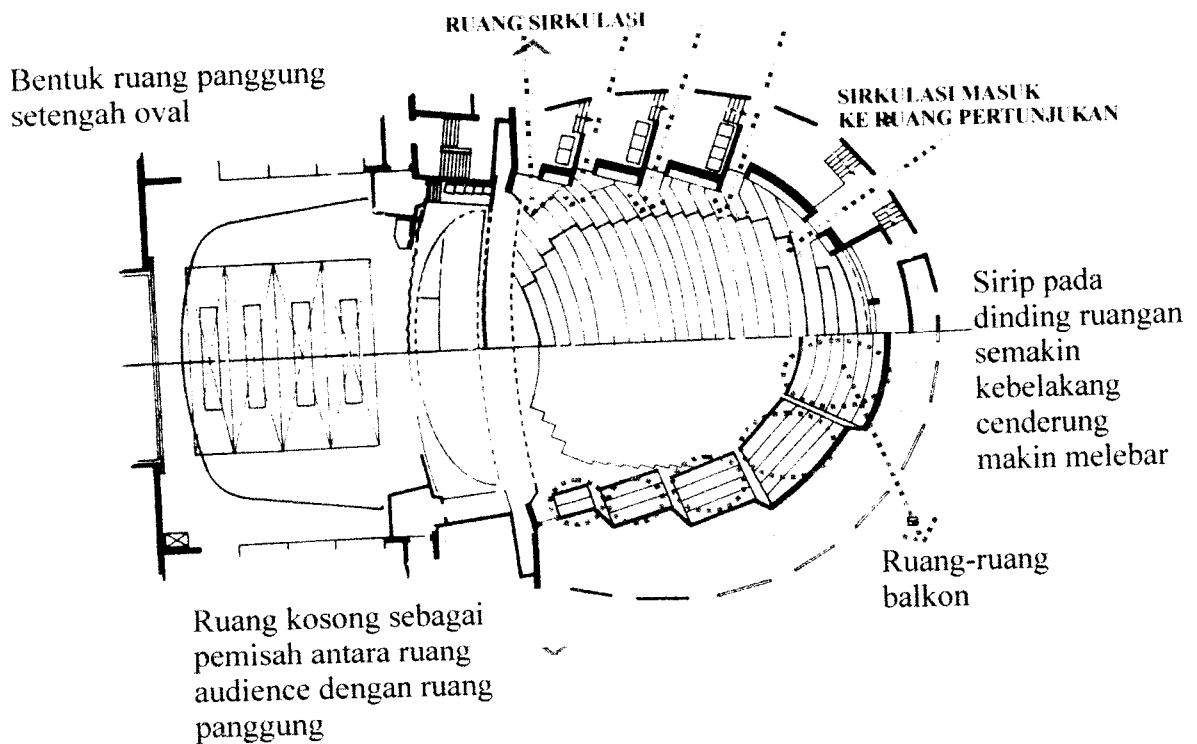 RUANG SIRKULASI
Bentuk ruang panggung
setengah oval
SIRKULASI MASUK
KE RUANG PERTUNJUKAN
Sirip pada
dinding ruangan
semakin
kebelakang
cenderung
makin melebar
Ruang-ruang
balkon
Ruang kosong sebagai
pemisah antara ruang
audience dengan ruang
panggung